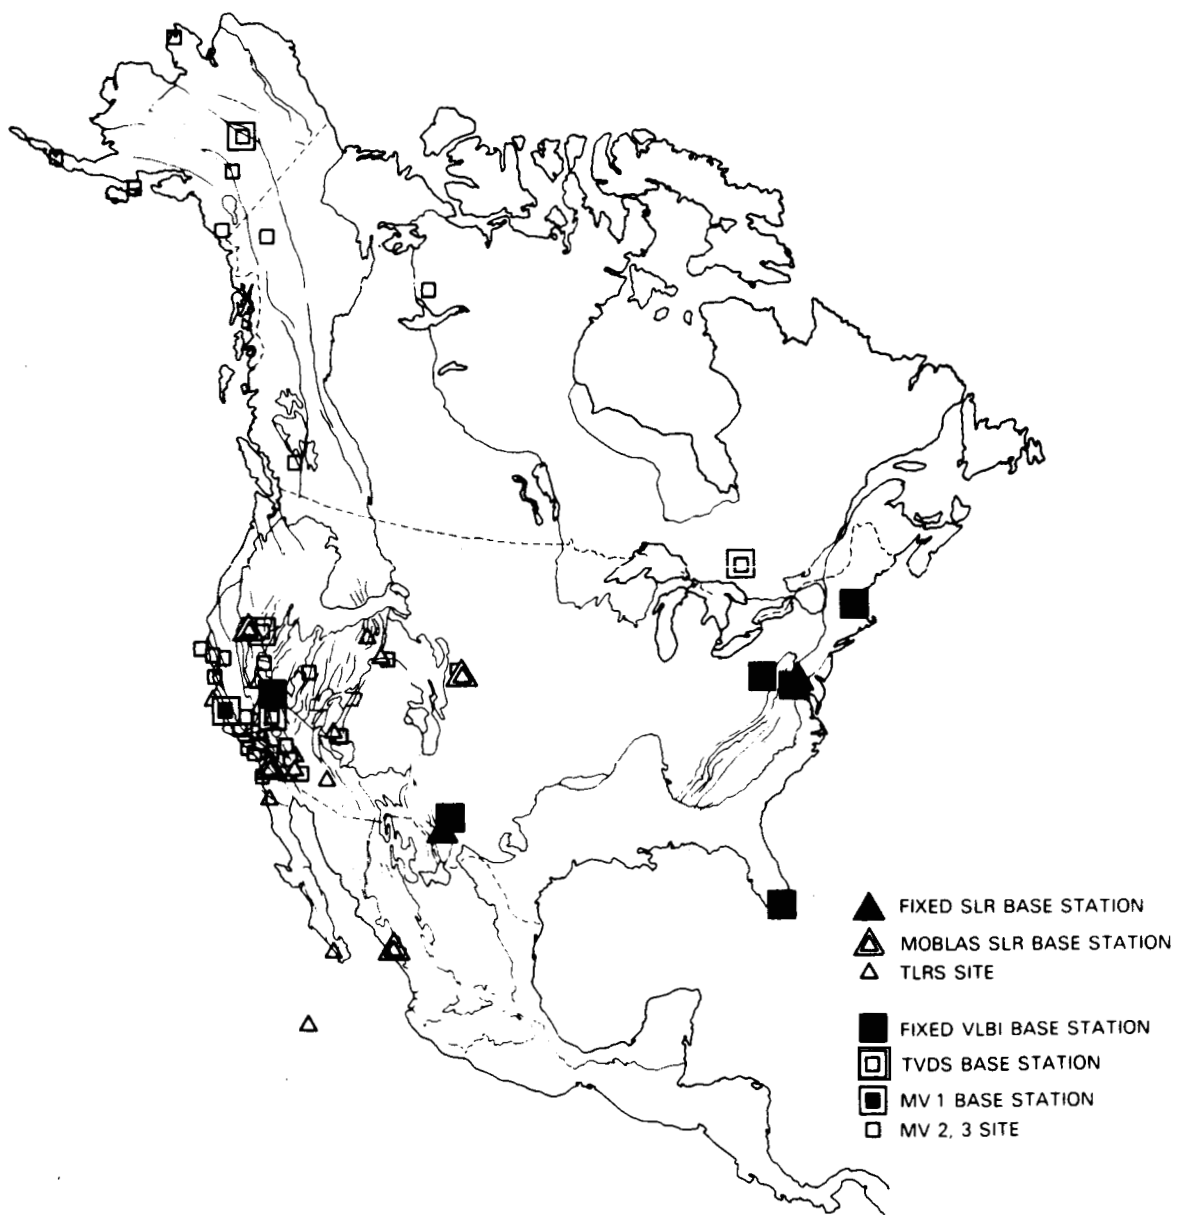 FIXED SLR BASE STATION
MOBLAS SLR BASE STATION
TLRS SITE
FIXED VLBI BASE STATION
TVDS BASE STATION
MV 1 BASE STATION
MV 2, 3 SITE